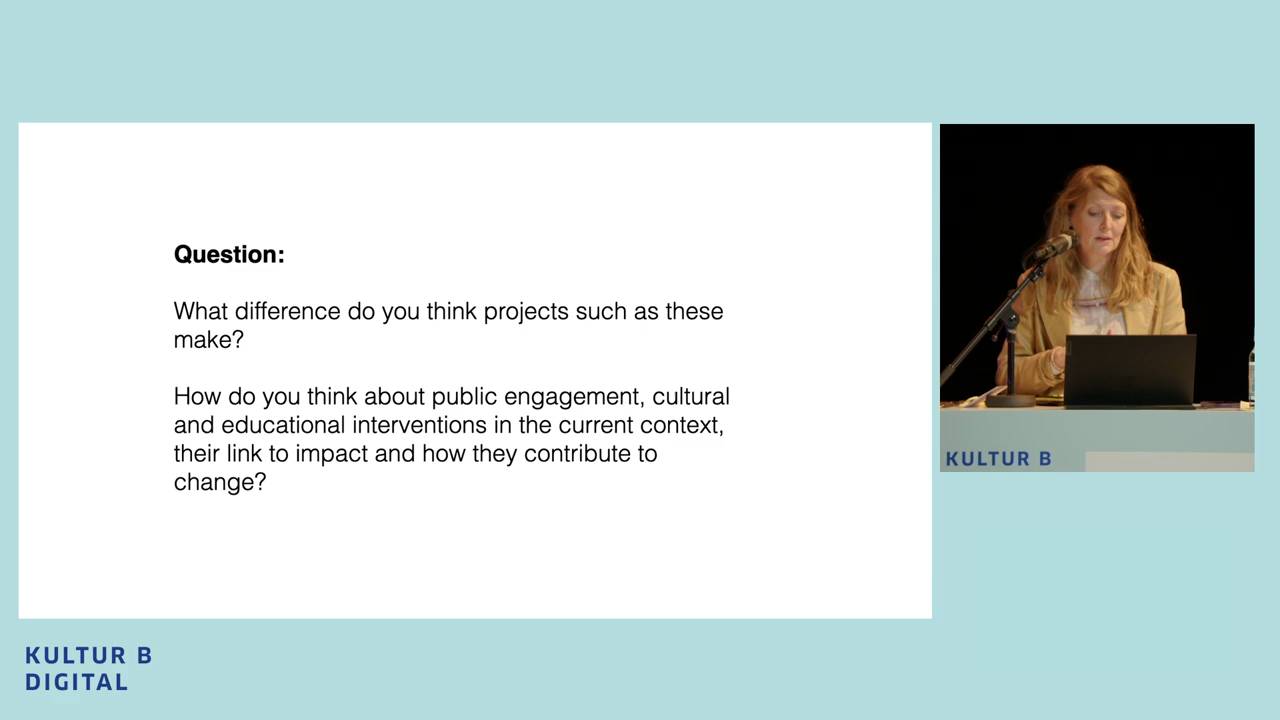 Question:
What difference do you think projects such as these
make?
How do you think about public engagement, cultural
and educational interventions in the current context,
their link to impact and how they contribute to
change?
KULTUR B
KULTUR B
DIGITAL